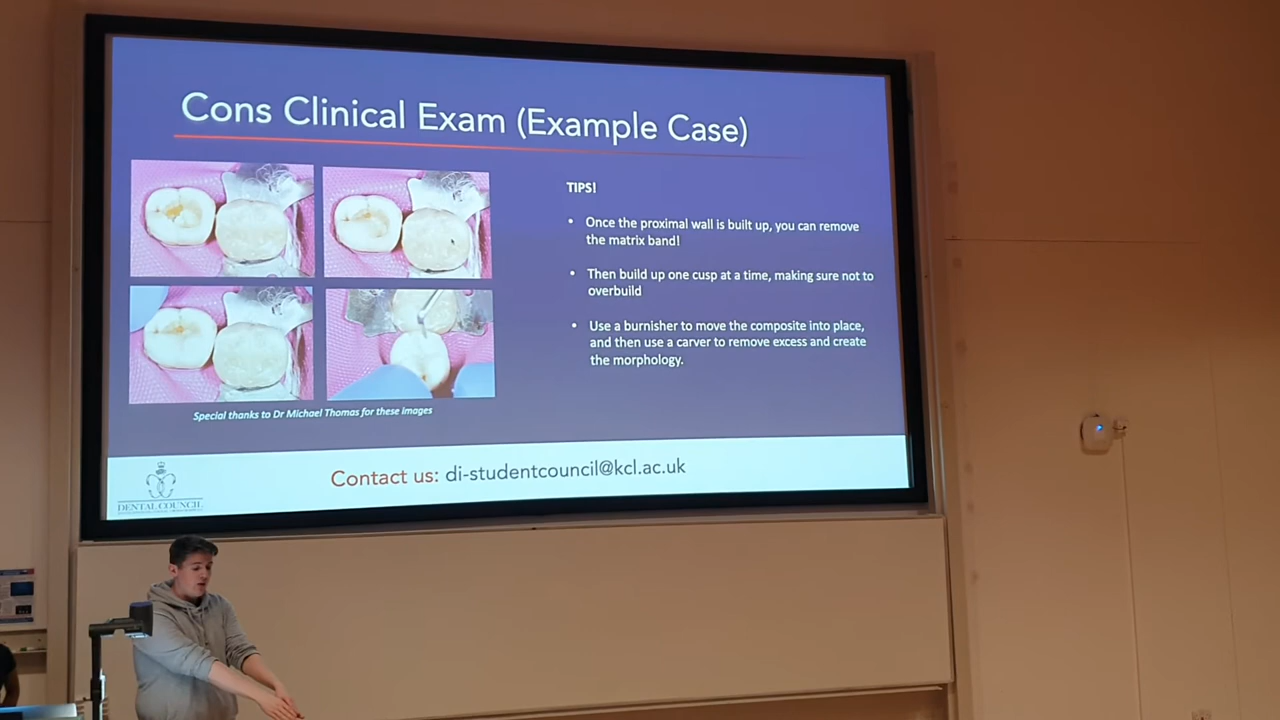 Cons Clinical Exam (Example Case)
TIPS!
• Once the proximal wall is built up, you can remove
the matrix band!
• Then build up one cusp at a time, making sure not to
overbuild
• Use a burnisher to move the composite into place,
and then use a carver to remove excess and create
the morphology.
Special thanks to Dr Michael Thomas for these images
DENTAL COUNCIL
Contact us: di-studentcouncil@kcl.ac.uk